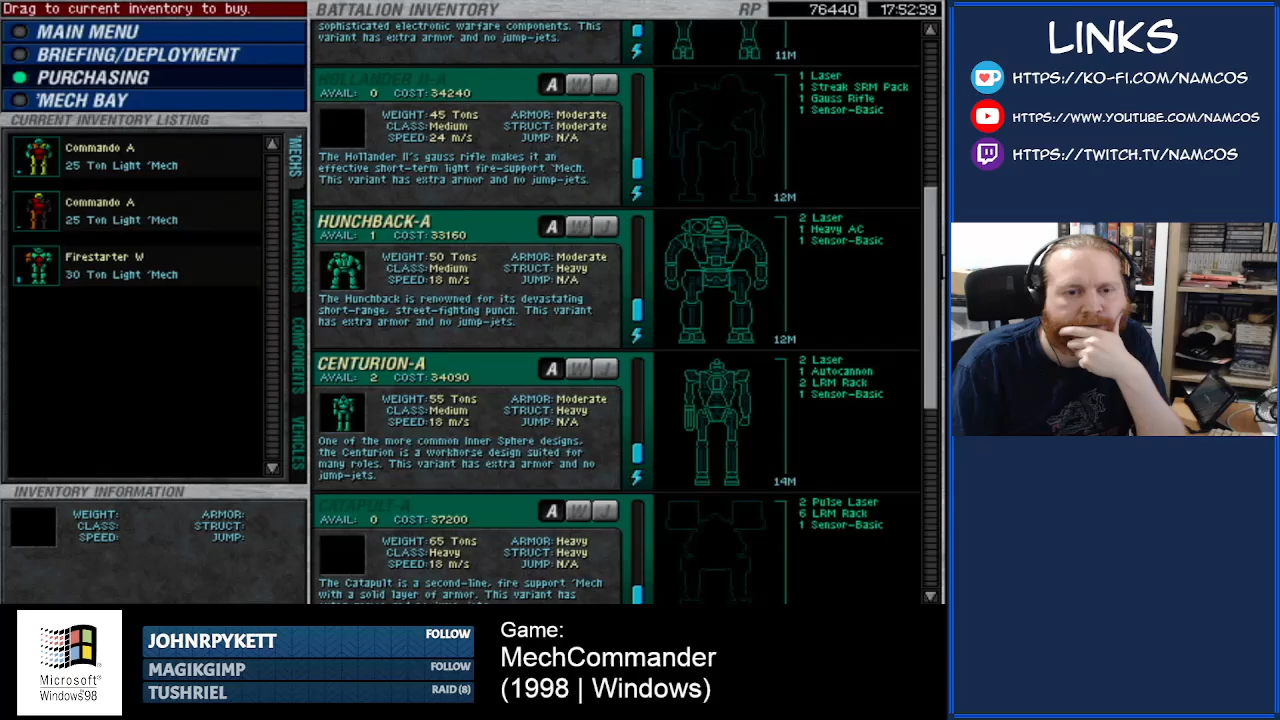 Drag to current inventory to buy.
MAIN MENU
BRIEFING/DEPLOYMENT
PURCHASING
'MECH BAY
CURRENT INVENTORY LISTING
Commando A
25 Ton Light 'Mech
Commando A
25 Ton Light 'Mech
Firestarter W
30 Ton Light 'Mech
'MECHS
MECHWARRIORS
COMPONENTS
VEHICLES
INVENTORY INFORMATION
WEIGHT: ARMOR:
CLASS: STRUCT:
SPEED: JUMP:
BATTALION INVENTORY
RP 76440 17:52:39
sophisticated electronic warfare components. This
variant has extra armor and no jump-jets.
11M
HOLLANDER II-A
A W J
AVAIL: 0 COST: 34240
WEIGHT: 45 Tons ARMOR: Moderate
CLASS: Medium STRUCT: Moderate
SPEED: 24 m/s JUMP: N/A
The Hollander II's gauss rifle makes it an
effective short-term light fire-support 'Mech.
This variant has extra armor and no jump-jets.
1 Laser
1 Streak SRM Pack
1 Gauss Rifle
1 Sensor-Basic
12M
HUNCHBACK-A
A W J
AVAIL: 1 COST: 33160
WEIGHT: 50 Tons ARMOR: Moderate
CLASS: Medium STRUCT: Heavy
SPEED: 18 m/s JUMP: N/A
The Hunchback is renowned for its devastating
short-range, street-fighting punch. This variant
has extra armor and no jump-jets.
2 Laser
1 Heavy AC
1 Sensor-Basic
12M
CENTURION-A
A W J
AVAIL: 2 COST: 34090
WEIGHT: 55 Tons ARMOR: Moderate
CLASS: Medium STRUCT: Heavy
SPEED: 18 m/s JUMP: N/A
One of the more common Inner Sphere designs,
the Centurion is a workhorse design suited for
many roles. This variant has extra armor and no
jump-jets.
2 Laser
1 Autocannon
2 LRM Rack
1 Sensor-Basic
14M
CATAPULT-A
A W J
AVAIL: 0 COST: 37200
WEIGHT: 65 Tons ARMOR: Heavy
CLASS: Heavy STRUCT: Heavy
SPEED: 18 m/s JUMP: N/A
The Catapult is a second-line, fire support 'Mech
with a solid layer of armor. This variant has
2 Pulse Laser
6 LRM Rack
1 Sensor-Basic
LINKS
HTTPS://KO-FI.COM/NAMCOS
HTTPS://WWW.YOUTUBE.COM/NAMCOS
HTTPS://TWITCH.TV/NAMCOS
Microsoft
Windows98
JOHNRPYKETT FOLLOW
MAGIKGIMP FOLLOW
TUSHRIEL RAID (8)
Game:
MechCommander
(1998 | Windows)